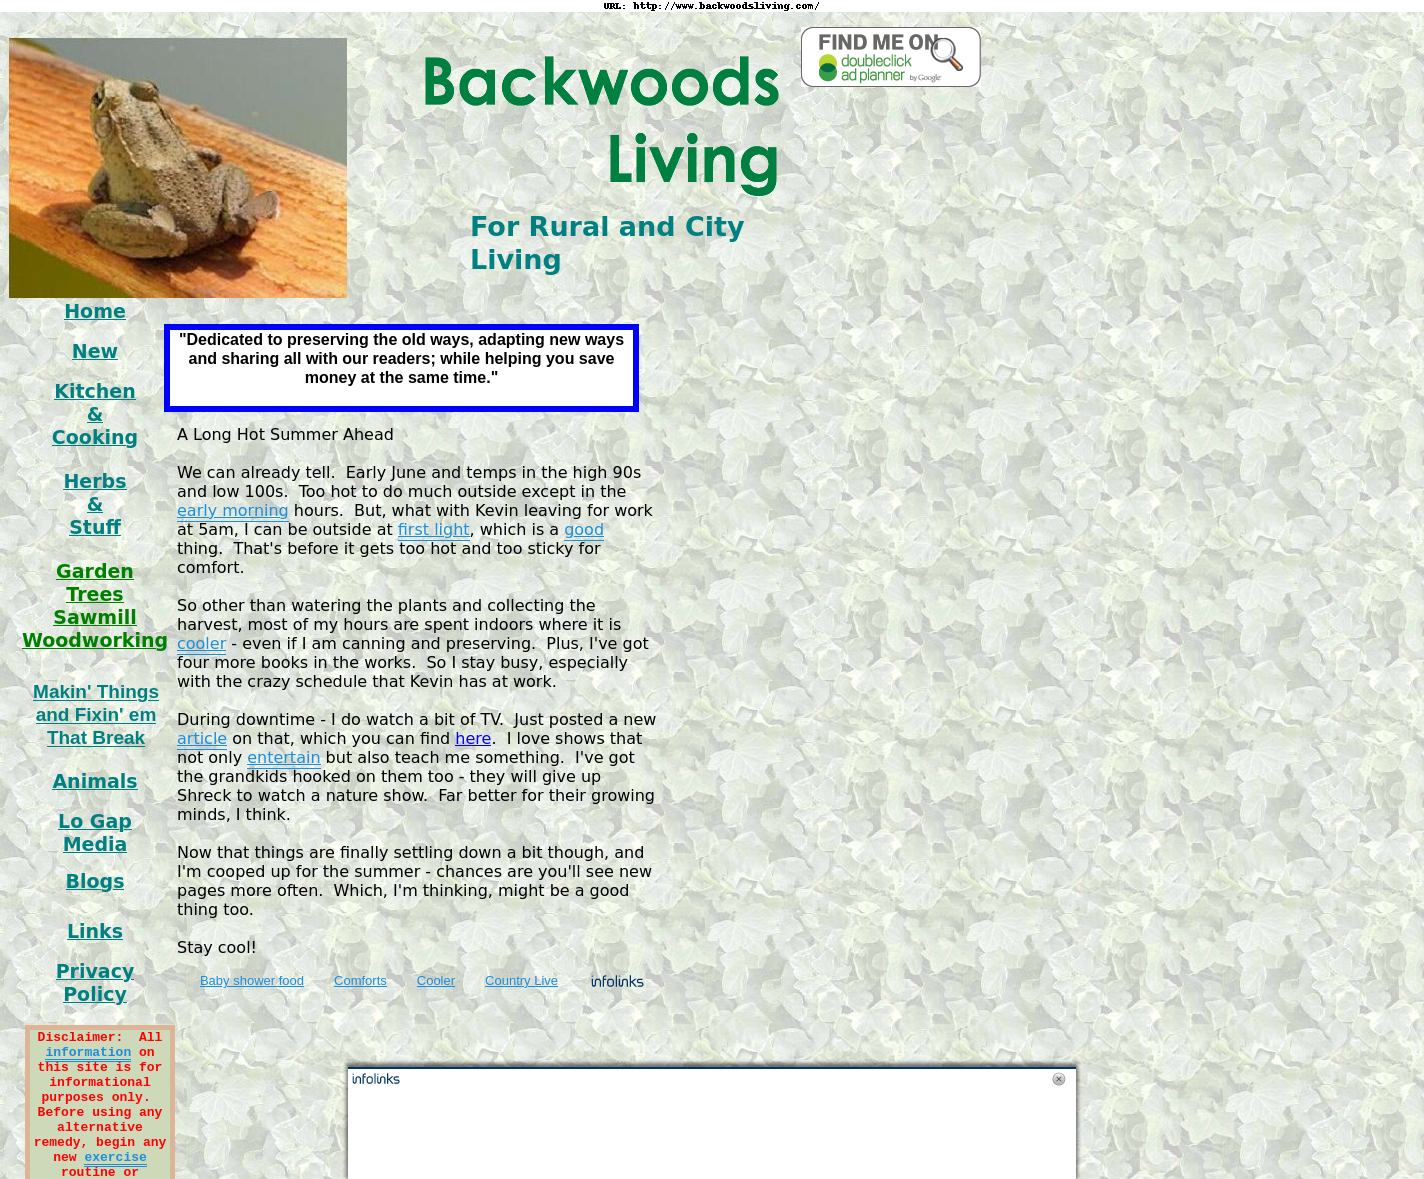 URL: http://www.backwoodsliving.com/
FIND ME ON
doubleclick
ad planner by Google
Backwoods
Living
For Rural and City
Living
Home
New
Kitchen
&
Cooking
Herbs
&
Stuff
Garden
Trees
Sawmill
Woodworking
Makin' Things
and Fixin' em
That Break
Animals
Lo Gap
Media
Blogs
Links
Privacy
Policy
Disclaimer:  All
information on
this site is for
informational
purposes only.
Before using any
alternative
remedy, begin any
new exercise
routine or
"Dedicated to preserving the old ways, adapting new ways
and sharing all with our readers; while helping you save
money at the same time."
A Long Hot Summer Ahead
We can already tell.  Early June and temps in the high 90s
and low 100s.  Too hot to do much outside except in the
early morning hours.  But, what with Kevin leaving for work
at 5am, I can be outside at first light, which is a good
thing.  That's before it gets too hot and too sticky for
comfort.
So other than watering the plants and collecting the
harvest, most of my hours are spent indoors where it is
cooler - even if I am canning and preserving.  Plus, I've got
four more books in the works.  So I stay busy, especially
with the crazy schedule that Kevin has at work.
During downtime - I do watch a bit of TV.  Just posted a new
article on that, which you can find here.  I love shows that
not only entertain but also teach me something.  I've got
the grandkids hooked on them too - they will give up
Shreck to watch a nature show.  Far better for their growing
minds, I think.
Now that things are finally settling down a bit though, and
I'm cooped up for the summer - chances are you'll see new
pages more often.  Which, I'm thinking, might be a good
thing too.
Stay cool!
Baby shower food Comforts Cooler Country Live infolinks
infolinks